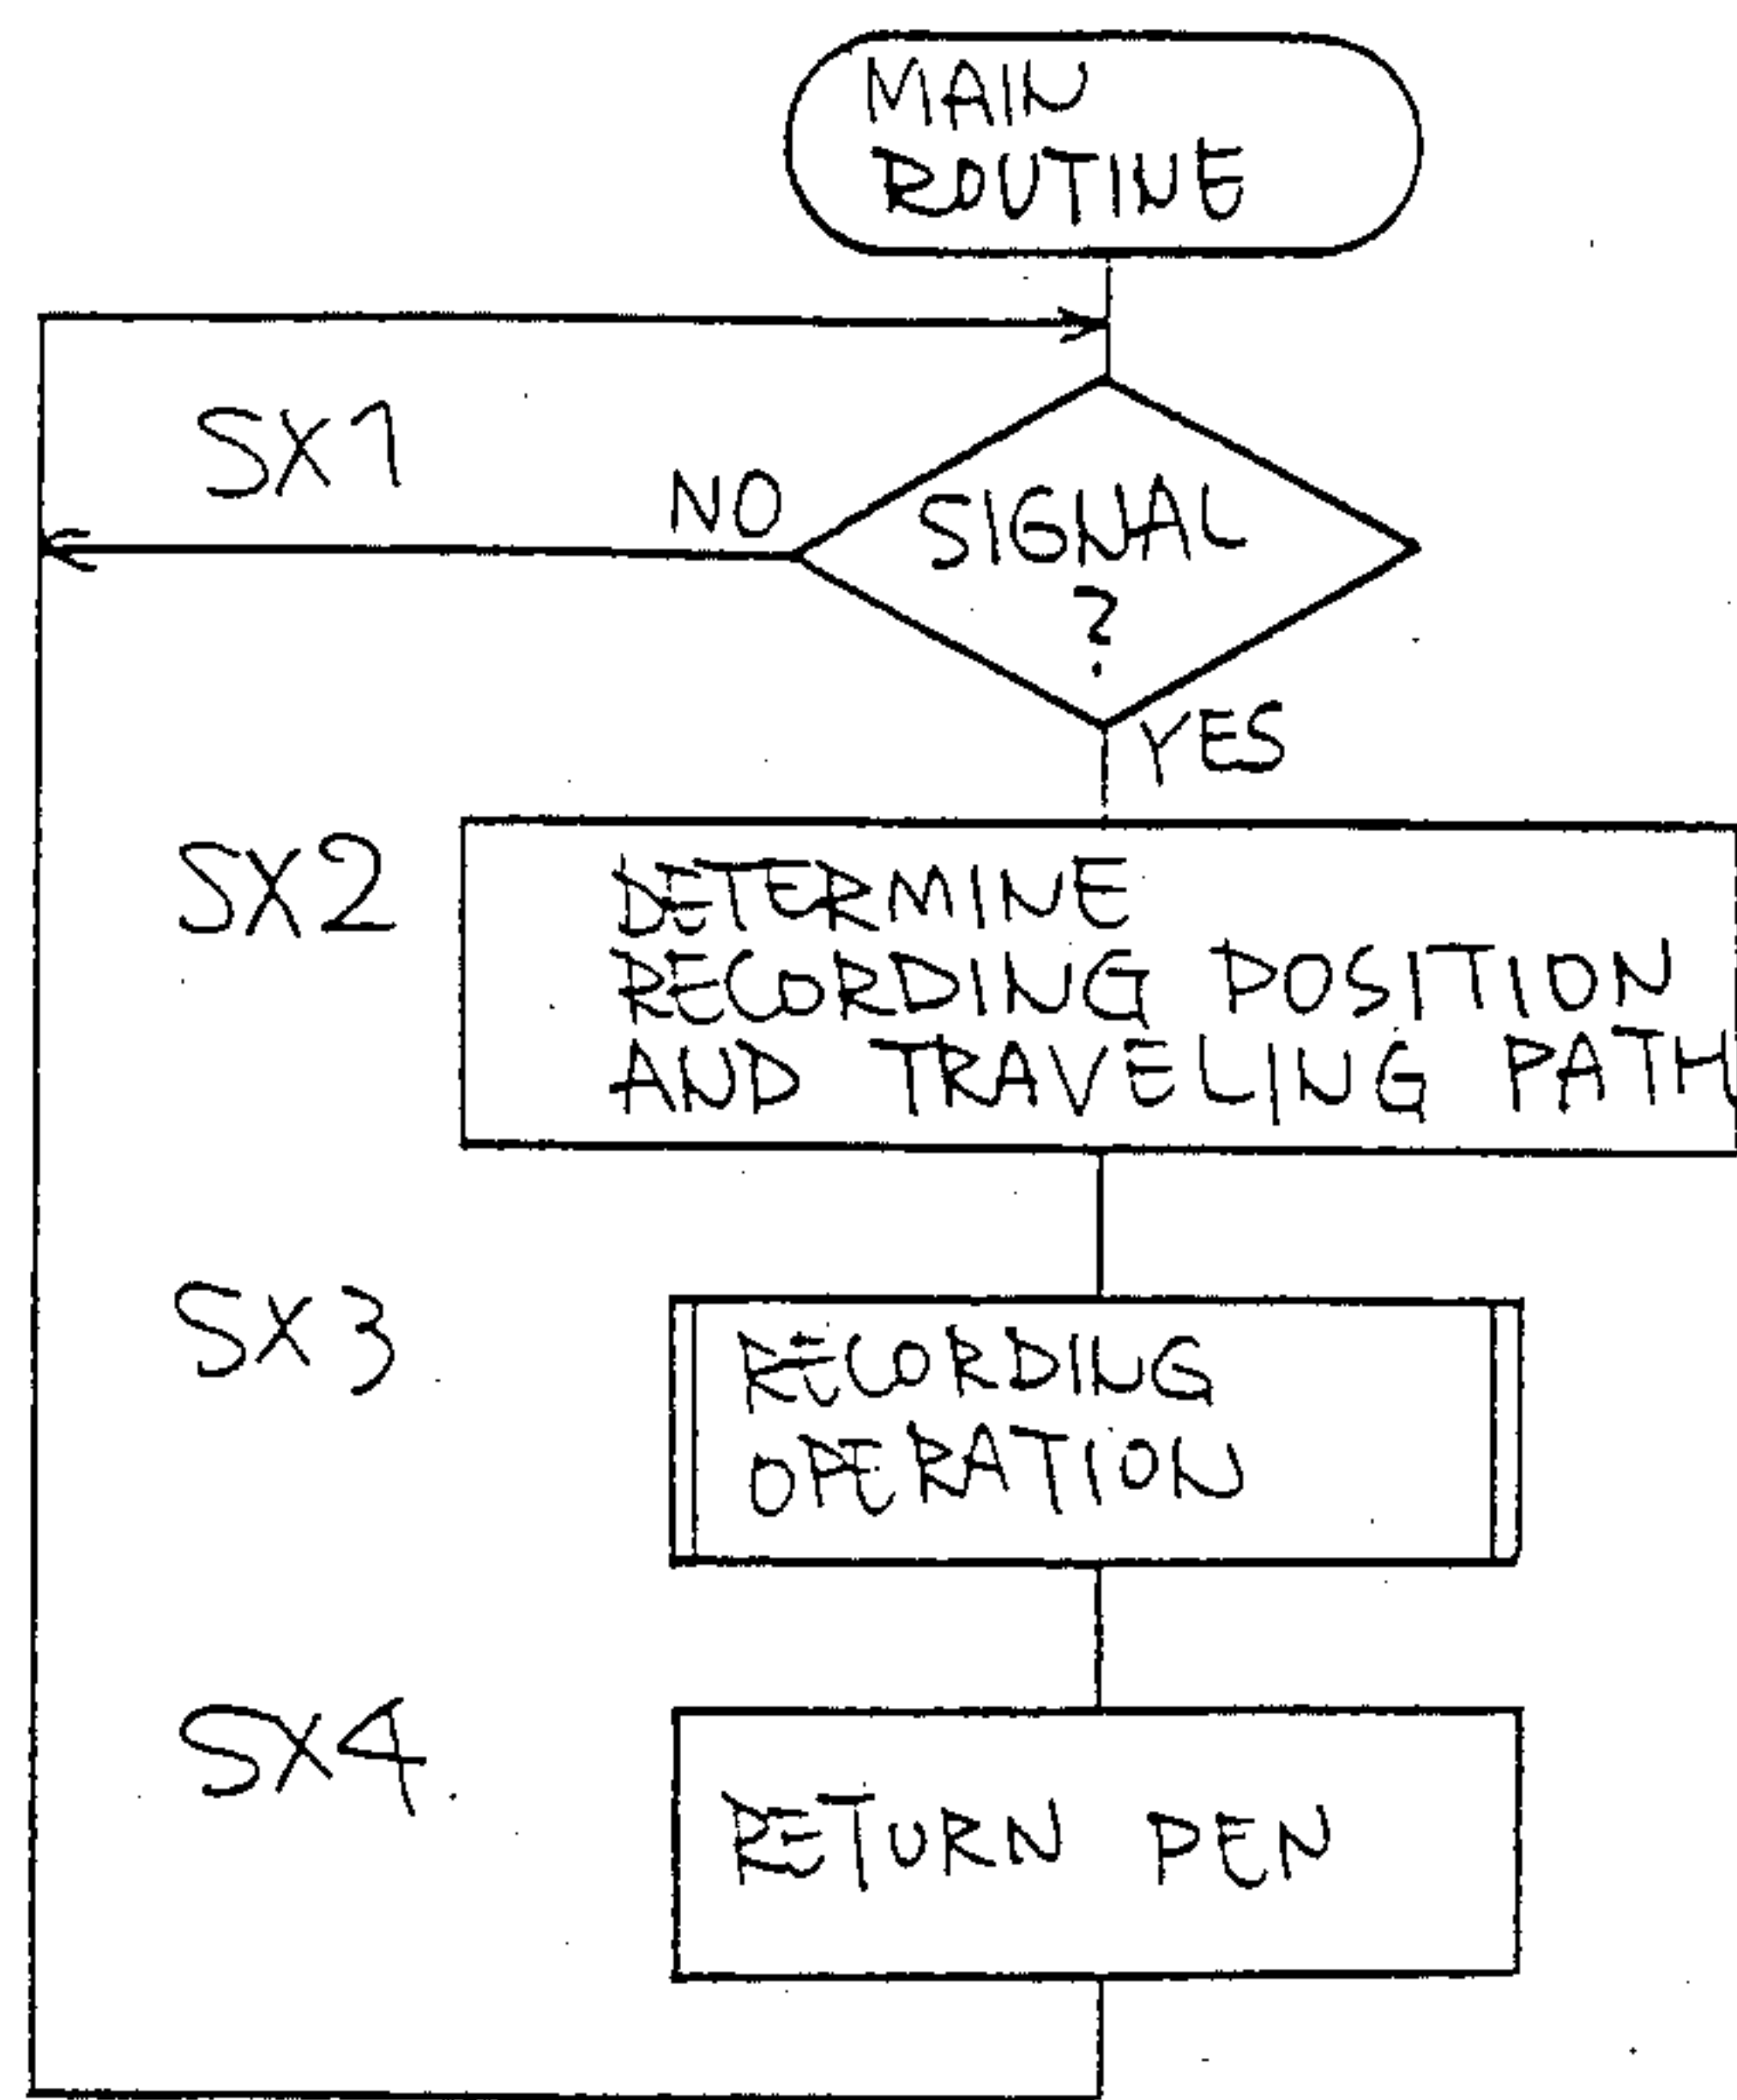 MAIN
ROUTINE
SX1
NO
SIGNAL
?
YES
SX2
DETERMINE
RECORDING POSITION
AND TRAVELING PATH
SX3
RECORDING
OPERATION
SX4
RETURN PEN